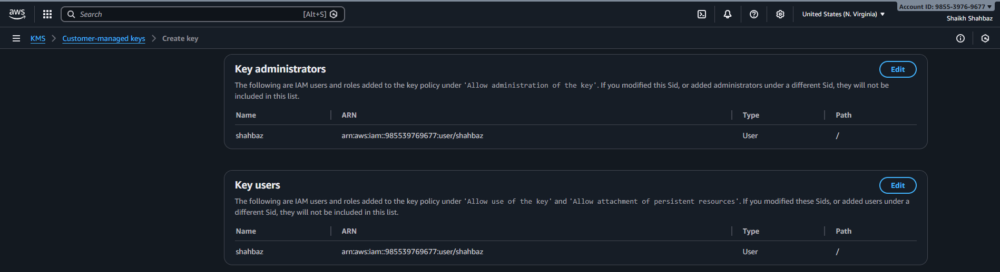 aws
Search
[Alt+S]
United States (N. Virginia)
Account ID: 9855-3976-9677
Shaikh Shahbaz
KMS
Customer-managed keys
Create key
Key administrators
Edit
The following are IAM users and roles added to the key policy under 'Allow administration of the key'. If you modified this Sid, or added administrators under a different Sid, they will not be
included in this list.
Name ARN Type Path
shahbaz arn:aws:iam::985539769677:user/shahbaz User /
Key users
Edit
The following are IAM users and roles added to the key policy under 'Allow use of the key' and 'Allow attachment of persistent resources'. If you modified these Sids, or added users under a
different Sid, they will not be included in this list.
Name ARN Type Path
shahbaz arn:aws:iam::985539769677:user/shahbaz User /